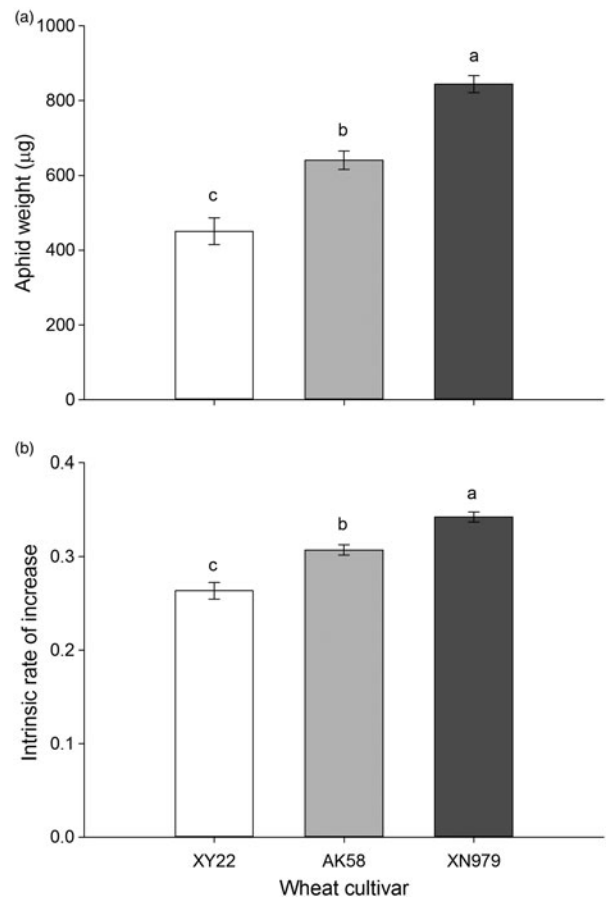 (a)
1000
800
600
400
200
0
Aphid weight (µg)
c
b
a
(b)
0.4
0.3
0.2
0.1
0.0
Intrinsic rate of increase
c
b
a
XY22 AK58 XN979
Wheat cultivar